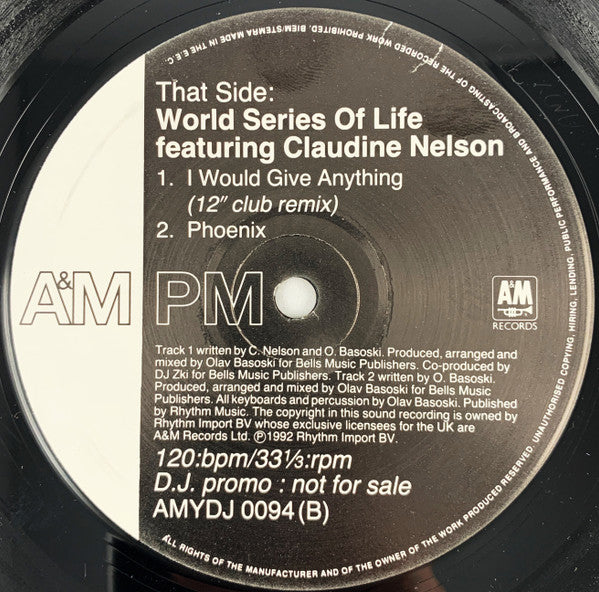 That Side:
World Series Of Life
featuring Claudine Nelson
1. I Would Give Anything
(12" club remix)
2. Phoenix
A&M PM
A&M
RECORDS
Track 1 written by C. Nelson and O. Basoski. Produced, arranged and
mixed by Olav Basoski for Bells Music Publishers. Co-produced by
DJ Zki for Bells Music Publishers. Track 2 written by O. Basoski.
Produced, arranged and mixed by Olav Basoski for Bells Music
Publishers. All keyboards and percussion by Olav Basoski. Published
by Rhythm Music. The copyright in this sound recording is owned by
Rhythm Import BV whose exclusive licensees for the UK are
A&M Records Ltd. ℗1992 Rhythm Import BV.
120:bpm/33⅓:rpm
D.J. promo : not for sale
AMYDJ 0094 (B)
ALL RIGHTS OF THE MANUFACTURER AND OF THE OWNER OF THE WORK PRODUCED RESERVED. UNAUTHORISED COPYING, HIRING, LENDING, PUBLIC PERFORMANCE AND BROADCASTING OF THE RECORDED WORK PROHIBITED. BIEM/STEMRA MADE IN THE E.E.C.